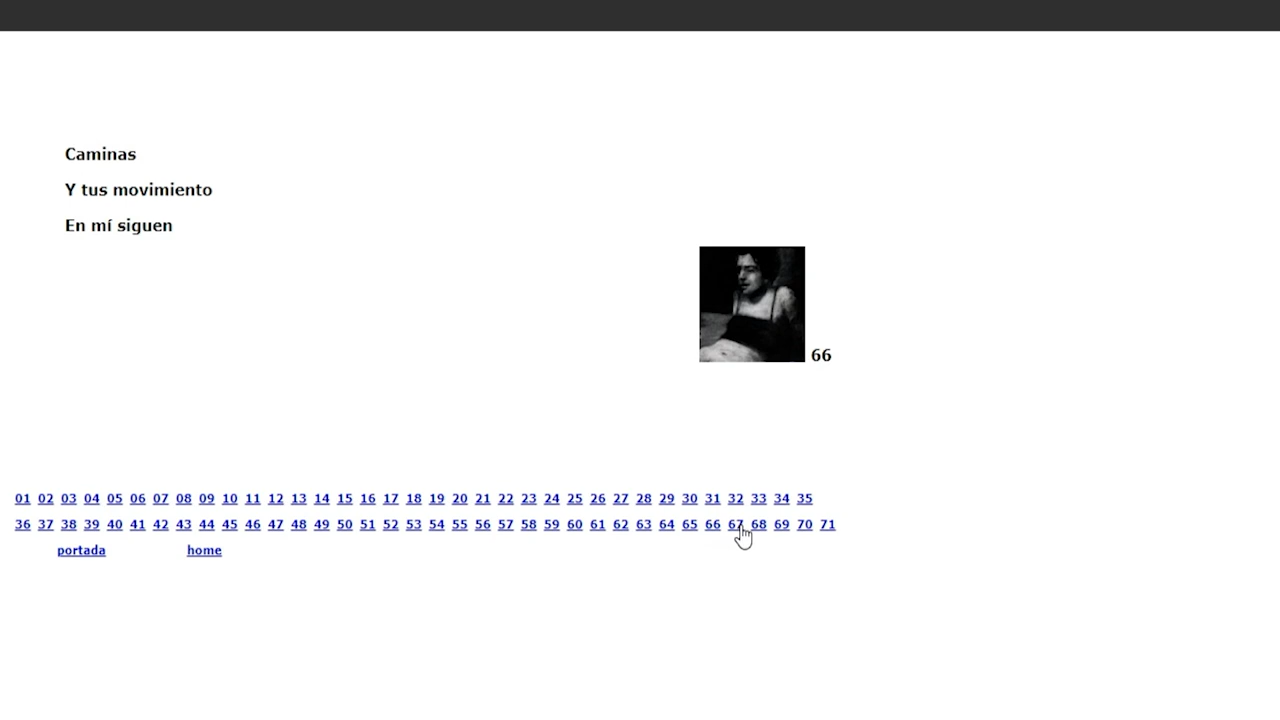 Caminas
Y tus movimiento
En mí siguen
66
01 02 03 04 05 06 07 08 09 10 11 12 13 14 15 16 17 18 19 20 21 22 23 24 25 26 27 28 29 30 31 32 33 34 35
36 37 38 39 40 41 42 43 44 45 46 47 48 49 50 51 52 53 54 55 56 57 58 59 60 61 62 63 64 65 66 67 68 69 70 71
portada home